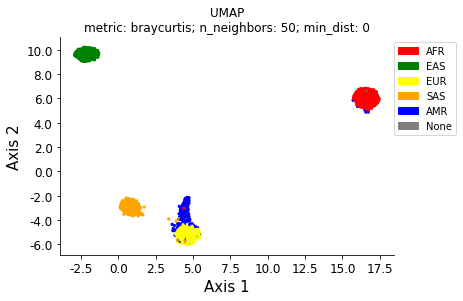 UMAP
metric: braycurtis; n_neighbors: 50; min_dist: 0
10.0
8.0
6.0
4.0
2.0
0.0
-2.0
-4.0
-6.0
Axis 2
-2.5 0.0 2.5 5.0 7.5 10.0 12.5 15.0 17.5
Axis 1
AFR
EAS
EUR
SAS
AMR
None